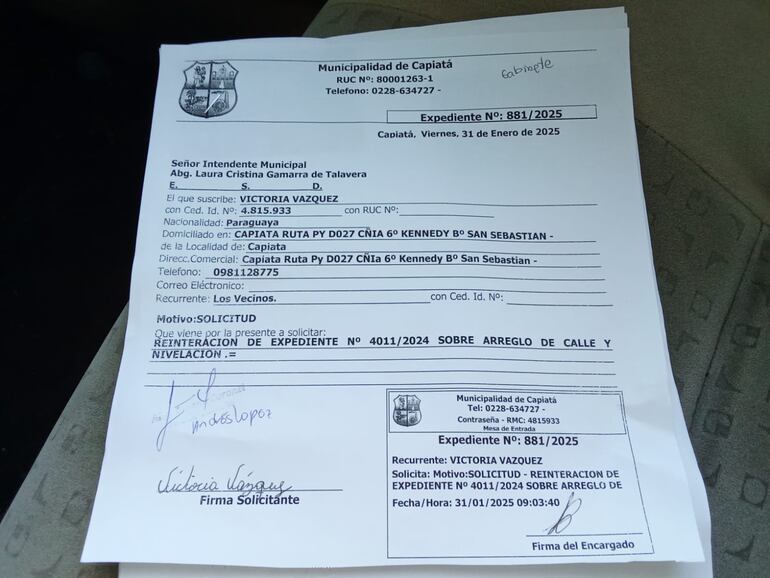 Municipalidad de Capiatá
RUC Nº: 80001263-1
Telefono: 0228-634727 -
Gabinete
Expediente Nº: 881/2025
Capiatá, Viernes, 31 de Enero de 2025
Señor Intendente Municipal
Abg. Laura Cristina Gamarra de Talavera
E. S. D.
El que suscribe: VICTORIA VAZQUEZ
con Ced. Id. Nº: 4.815.933 con RUC Nº:
Nacionalidad: Paraguaya
Domiciliado en: CAPIATA RUTA PY D027 CÑIA 6º KENNEDY Bº SAN SEBASTIAN -
de la Localidad de: Capiata
Direcc.Comercial: Capiata Ruta Py D027 CÑIa 6º Kennedy Bº San Sebastian -
Telefono: 0981128775
Correo Eléctronico:
Recurrente: Los Vecinos. con Ced. Id. Nº:
Motivo:SOLICITUD
Que viene por la presente a solicitar:
REINTERACION DE EXPEDIENTE Nº 4011/2024 SOBRE ARREGLO DE CALLE Y
NIVELACION .=
Lopez
Victoria Vázquez
Firma Solicitante
Municipalidad de Capiatá
Tel: 0228-634727 -
Contraseña - RMC: 4815933
Mesa de Entrada
Expediente Nº: 881/2025
Recurrente: VICTORIA VAZQUEZ
Solicita: Motivo:SOLICITUD - REINTERACION DE
EXPEDIENTE Nº 4011/2024 SOBRE ARREGLO DE
Fecha/Hora: 31/01/2025 09:03:40
Firma del Encargado